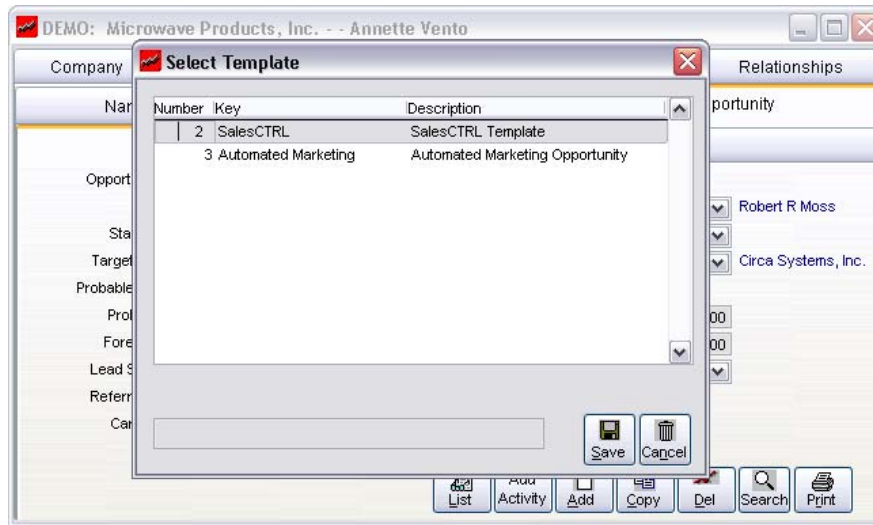 DEMO: Microwave Products, Inc. - - Annette Vento
Company
Select Template
Relationships
Nar
portunity
Number Key Description
2 SalesCTRL SalesCTRL Template
3 Automated Marketing Automated Marketing Opportunity
Opport
Robert R Moss
Sta
Target
Circa Systems, Inc.
Probable
Prol
00
Fore
00
Lead S
Referr
Car
Save
Cancel
List
Activity
Add
Copy
Del
Search
Print